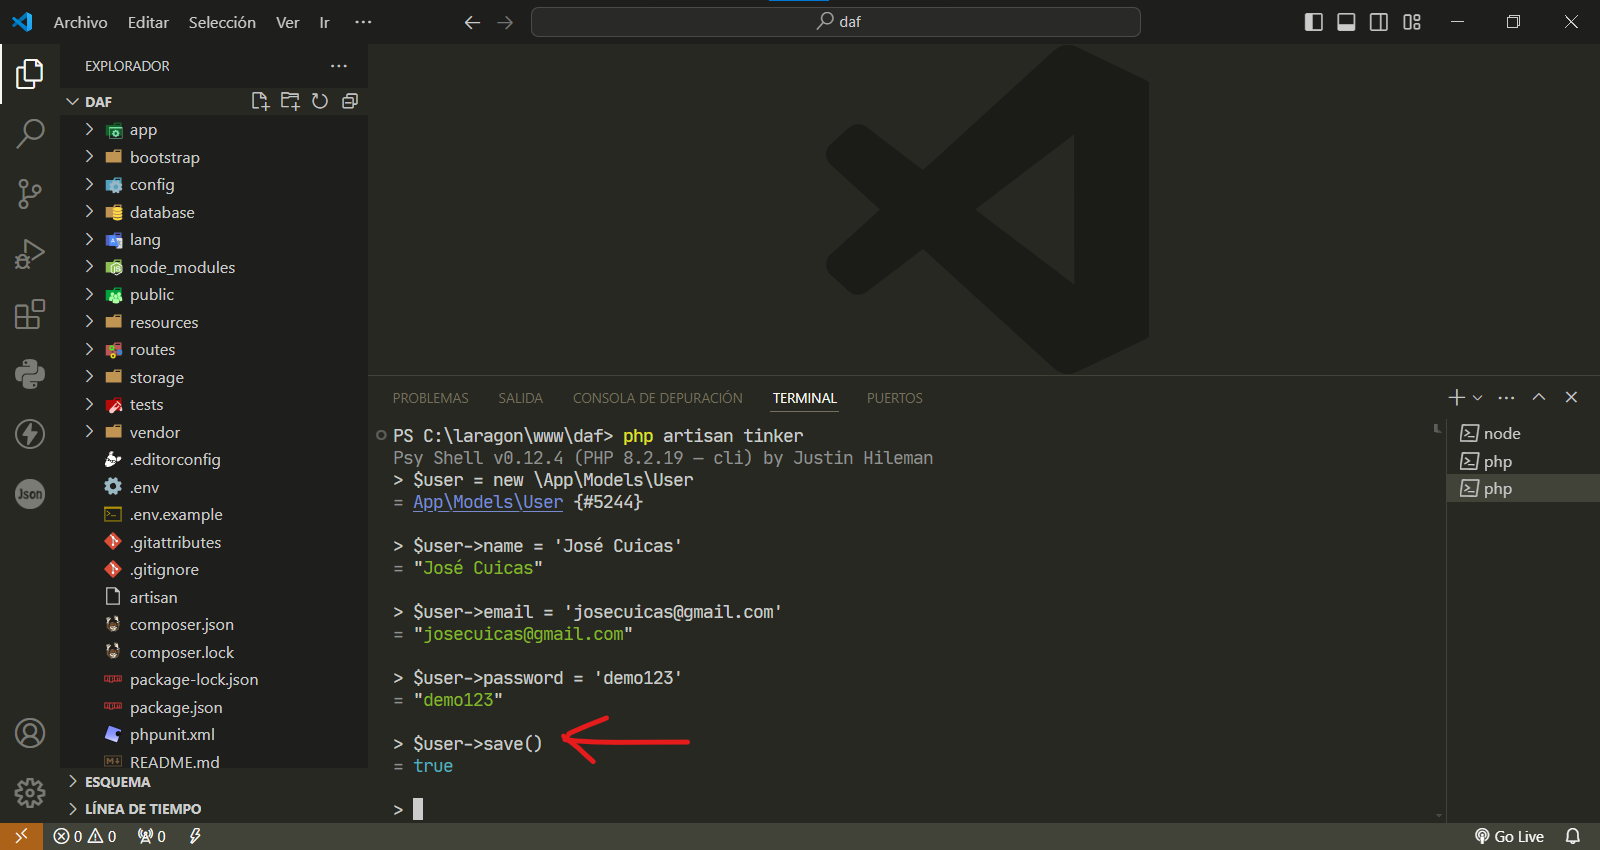 Archivo Editar Selección Ver Ir ···
daf
EXPLORADOR
DAF
app
bootstrap
config
database
lang
node_modules
public
resources
routes
storage
tests
vendor
.editorconfig
.env
.env.example
.gitattributes
.gitignore
artisan
composer.json
composer.lock
package-lock.json
package.json
phpunit.xml
README.md
ESQUEMA
LÍNEA DE TIEMPO
Json
PROBLEMAS SALIDA CONSOLA DE DEPURACIÓN TERMINAL PUERTOS
PS C:\laragon\www\daf> php artisan tinker
Psy Shell v0.12.4 (PHP 8.2.19 — cli) by Justin Hileman
> $user = new \App\Models\User
= App\Models\User {#5244}
> $user->name = 'José Cuicas'
= "José Cuicas"
> $user->email = 'josecuicas@gmail.com'
= "josecuicas@gmail.com"
> $user->password = 'demo123'
= "demo123"
> $user->save()
= true
>
node
php
php
0 0 0
Go Live